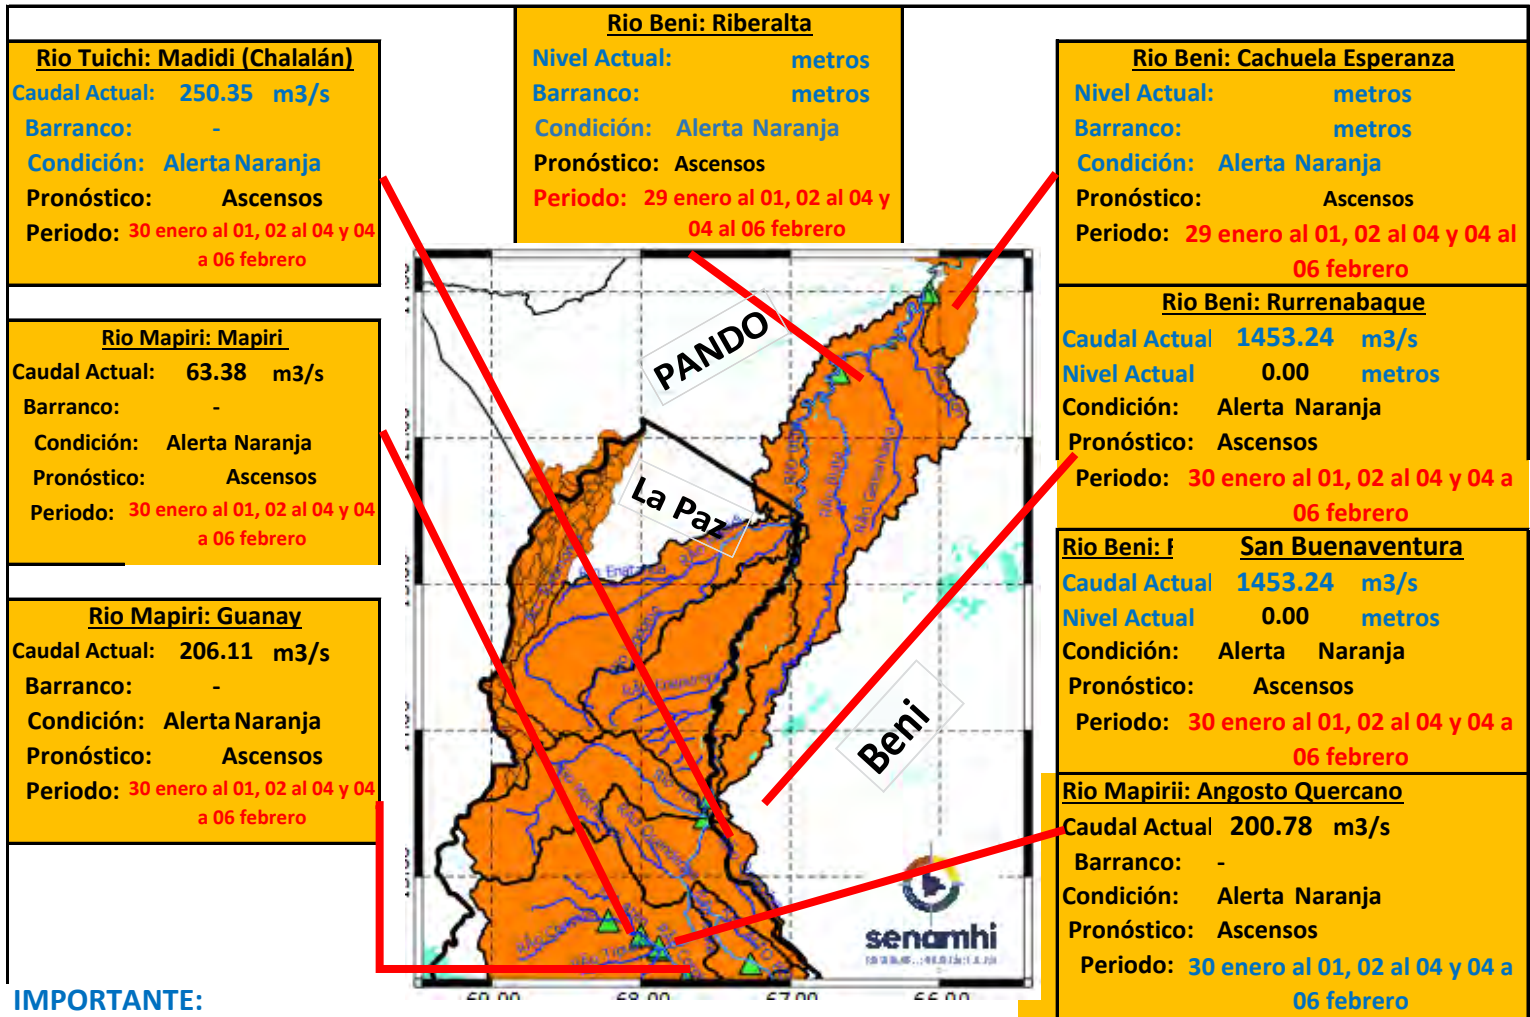 Rio Tuichi: Madidi (Chalalán)
Caudal Actual: 250.35 m3/s
Barranco: -
Condición: Alerta Naranja
Pronóstico: Ascensos
Periodo: 30 enero al 01, 02 al 04 y 04
a 06 febrero
Rio Mapiri: Mapiri
Caudal Actual: 63.38 m3/s
Barranco: -
Condición: Alerta Naranja
Pronóstico: Ascensos
Periodo: 30 enero al 01, 02 al 04 y 04
a 06 febrero
Rio Mapiri: Guanay
Caudal Actual: 206.11 m3/s
Barranco: -
Condición: Alerta Naranja
Pronóstico: Ascensos
Periodo: 30 enero al 01, 02 al 04 y 04
a 06 febrero
Rio Beni: Riberalta
Nivel Actual: metros
Barranco: metros
Condición: Alerta Naranja
Pronóstico: Ascensos
Periodo: 29 enero al 01, 02 al 04 y
04 al 06 febrero
PANDO
La Paz
Beni
senamhi
69.00 68.00 67.00 66.00
Rio Beni: Cachuela Esperanza
Nivel Actual: metros
Barranco: metros
Condición: Alerta Naranja
Pronóstico: Ascensos
Periodo: 29 enero al 01, 02 al 04 y 04 al
06 febrero
Rio Beni: Rurrenabaque
Caudal Actual 1453.24 m3/s
Nivel Actual 0.00 metros
Condición: Alerta Naranja
Pronóstico: Ascensos
Periodo: 30 enero al 01, 02 al 04 y 04 a
06 febrero
Rio Beni: San Buenaventura
Caudal Actual 1453.24 m3/s
Nivel Actual 0.00 metros
Condición: Alerta Naranja
Pronóstico: Ascensos
Periodo: 30 enero al 01, 02 al 04 y 04 a
06 febrero
Rio Mapirii: Angosto Quercano
Caudal Actual 200.78 m3/s
Barranco: -
Condición: Alerta Naranja
Pronóstico: Ascensos
Periodo: 30 enero al 01, 02 al 04 y 04 a
06 febrero
IMPORTANTE: